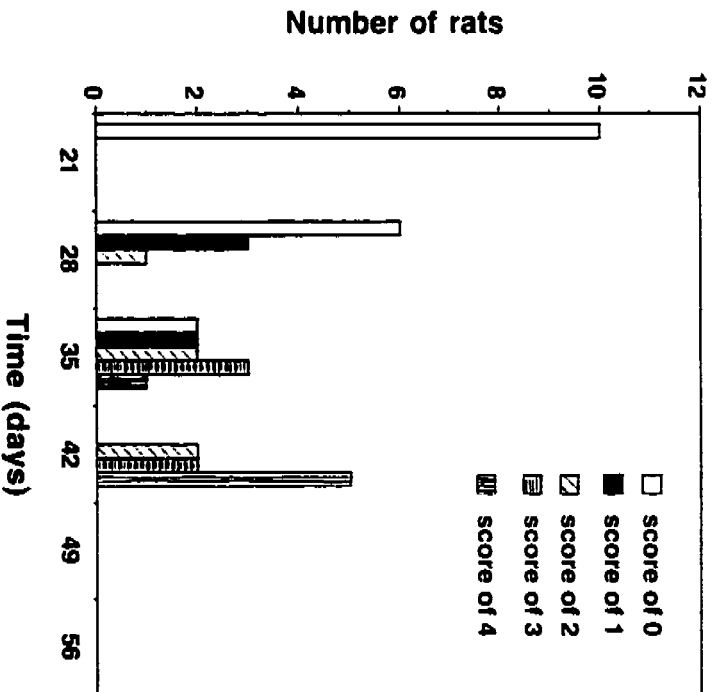 Number of rats
0
2
4
6
8
10
12
21
28
35
42
49
56
Time (days)
score of 0
score of 1
score of 2
score of 3
score of 4